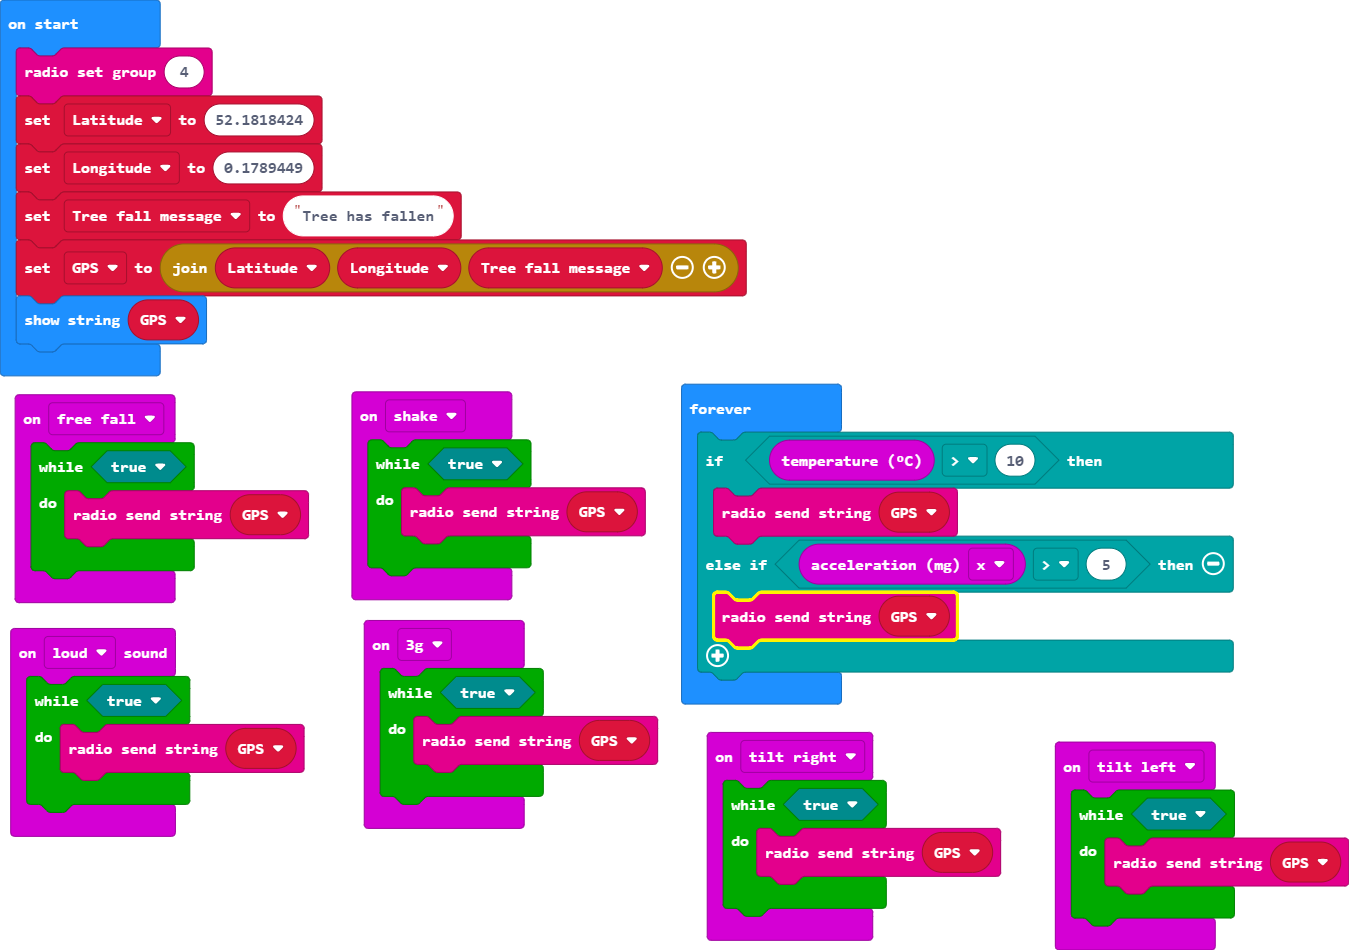 on start
radio set group 4
set Latitude to 52.1818424
set Longitude to 0.1789449
set Tree fall message to "Tree has fallen"
set GPS to join Latitude Longitude Tree fall message
show string GPS
on free fall
while true
do radio send string GPS
on shake
while true
do radio send string GPS
forever
if temperature (ºC) > 10 then
radio send string GPS
else if acceleration (mg) x > 5 then
radio send string GPS
on loud sound
while true
do radio send string GPS
on 3g
while true
do radio send string GPS
on tilt right
while true
do radio send string GPS
on tilt left
while true
do radio send string GPS